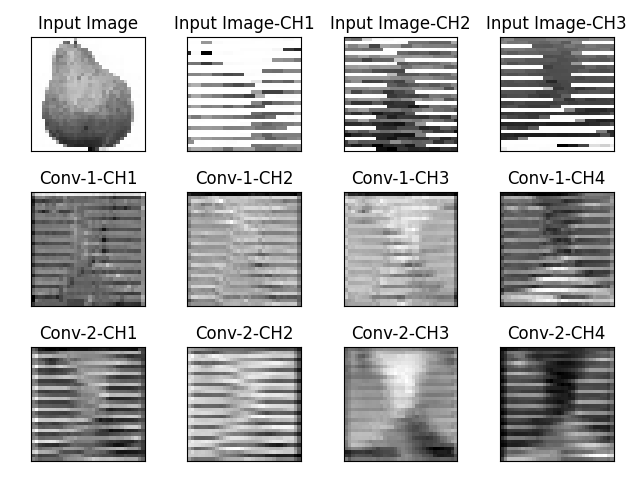 Input Image Input Image-CH1 Input Image-CH2 Input Image-CH3
Conv-1-CH1 Conv-1-CH2 Conv-1-CH3 Conv-1-CH4
Conv-2-CH1 Conv-2-CH2 Conv-2-CH3 Conv-2-CH4